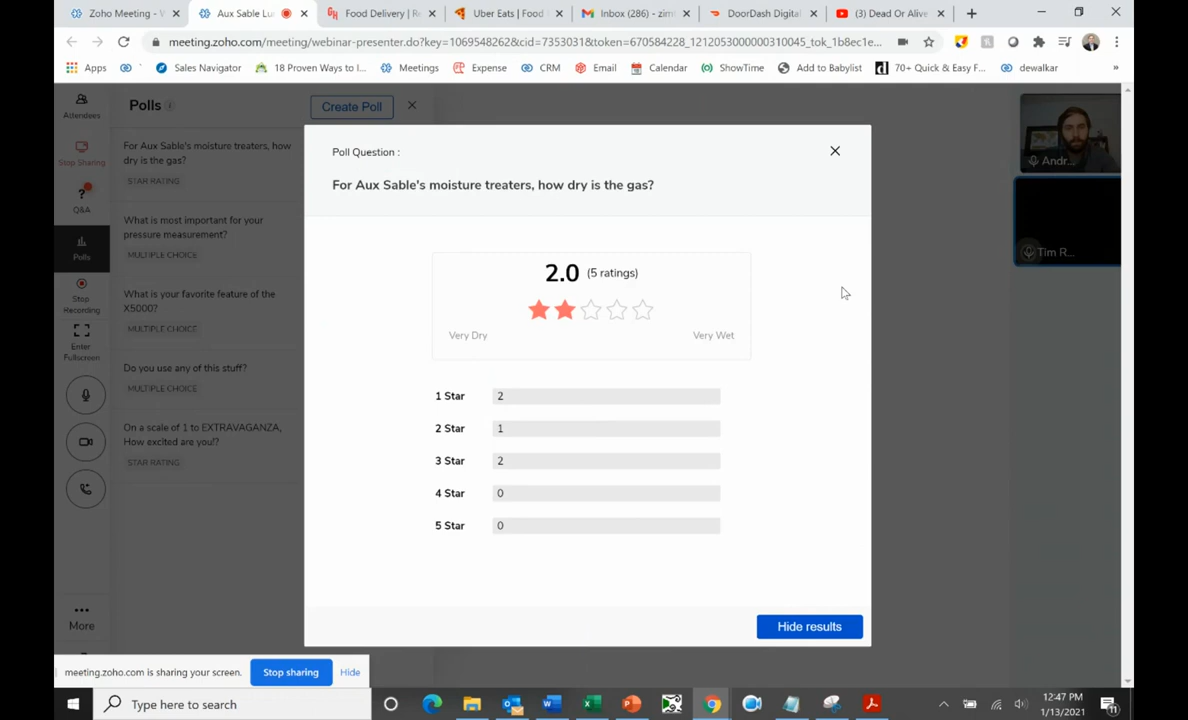 Zoho Meeting - W
Aux Sable Lu
Food Delivery | Re
Uber Eats | Food
Inbox (286) - zim
DoorDash Digital
(3) Dead Or Alive
meeting.zoho.com/meeting/webinar-presenter.do?key=1069548262&cid=7353031&token=670584228_1212053000000310045_tok_1b8ec1e...
Apps
Sales Navigator
18 Proven Ways to I...
Meetings
Expense
CRM
Email
Calendar
ShowTime
Add to Babylist
70+ Quick & Easy F...
dewalkar
»
Attendees
Stop Sharing
Q&A
Polls
Stop
Recording
Enter
Fullscreen
More
Polls
Create Poll
For Aux Sable's moisture treaters, how
dry is the gas?
STAR RATING
What is most important for your
pressure measurement?
MULTIPLE CHOICE
What is your favorite feature of the
X5000?
MULTIPLE CHOICE
Do you use any of this stuff?
MULTIPLE CHOICE
On a scale of 1 to EXTRAVAGANZA,
How excited are you!?
STAR RATING
Poll Question :
For Aux Sable's moisture treaters, how dry is the gas?
2.0 (5 ratings)
Very Dry Very Wet
1 Star 2
2 Star 1
3 Star 2
4 Star 0
5 Star 0
Hide results
Andr...
Tim R...
meeting.zoho.com is sharing your screen. Stop sharing Hide
Type here to search
12:47 PM
1/13/2021
11